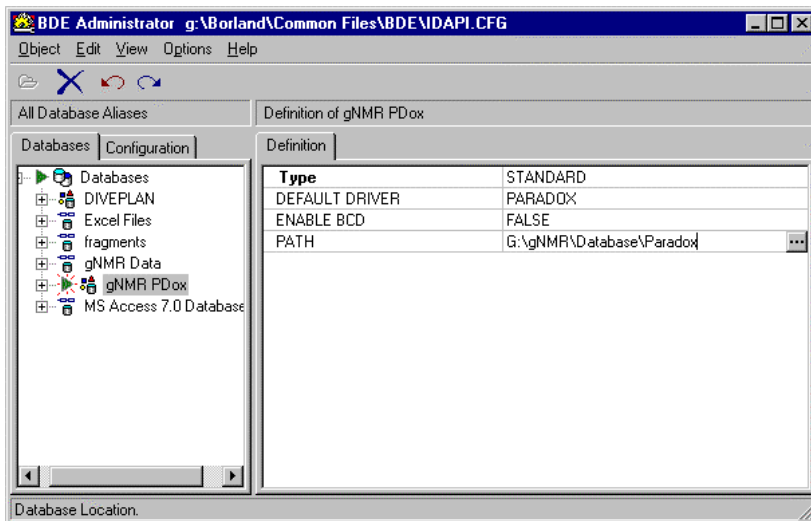 BDE Administrator g:\Borland\Common Files\BDE\IDAPI.CFG
Object Edit View Options Help
All Database Aliases
Definition of gNMR PDox
Databases Configuration
Definition
Databases
DIVEPLAN
Excel Files
fragments
gNMR Data
gNMR PDox
MS Access 7.0 Database
Type STANDARD
DEFAULT DRIVER PARADOX
ENABLE BCD FALSE
PATH G:\gNMR\Database\Paradox
Database Location.